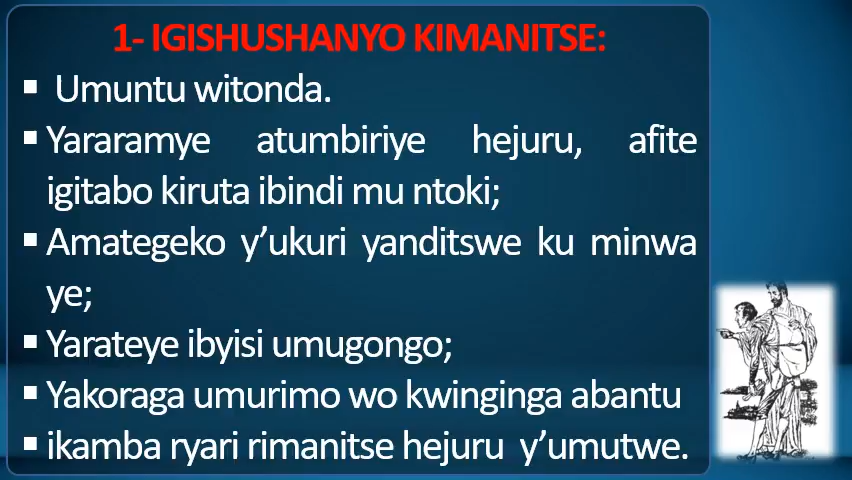 1- IGISHUSHANYO KIMANITSE:
▪ Umuntu witonda.
▪ Yararamye atumbiriye hejuru, afite
igitabo kiruta ibindi mu ntoki;
▪ Amategeko y’ukuri yanditswe ku minwa
ye;
▪ Yarateye ibyisi umugongo;
▪ Yakoraga umurimo wo kwinginga abantu
▪ ikamba ryari rimanitse hejuru y’umutwe.